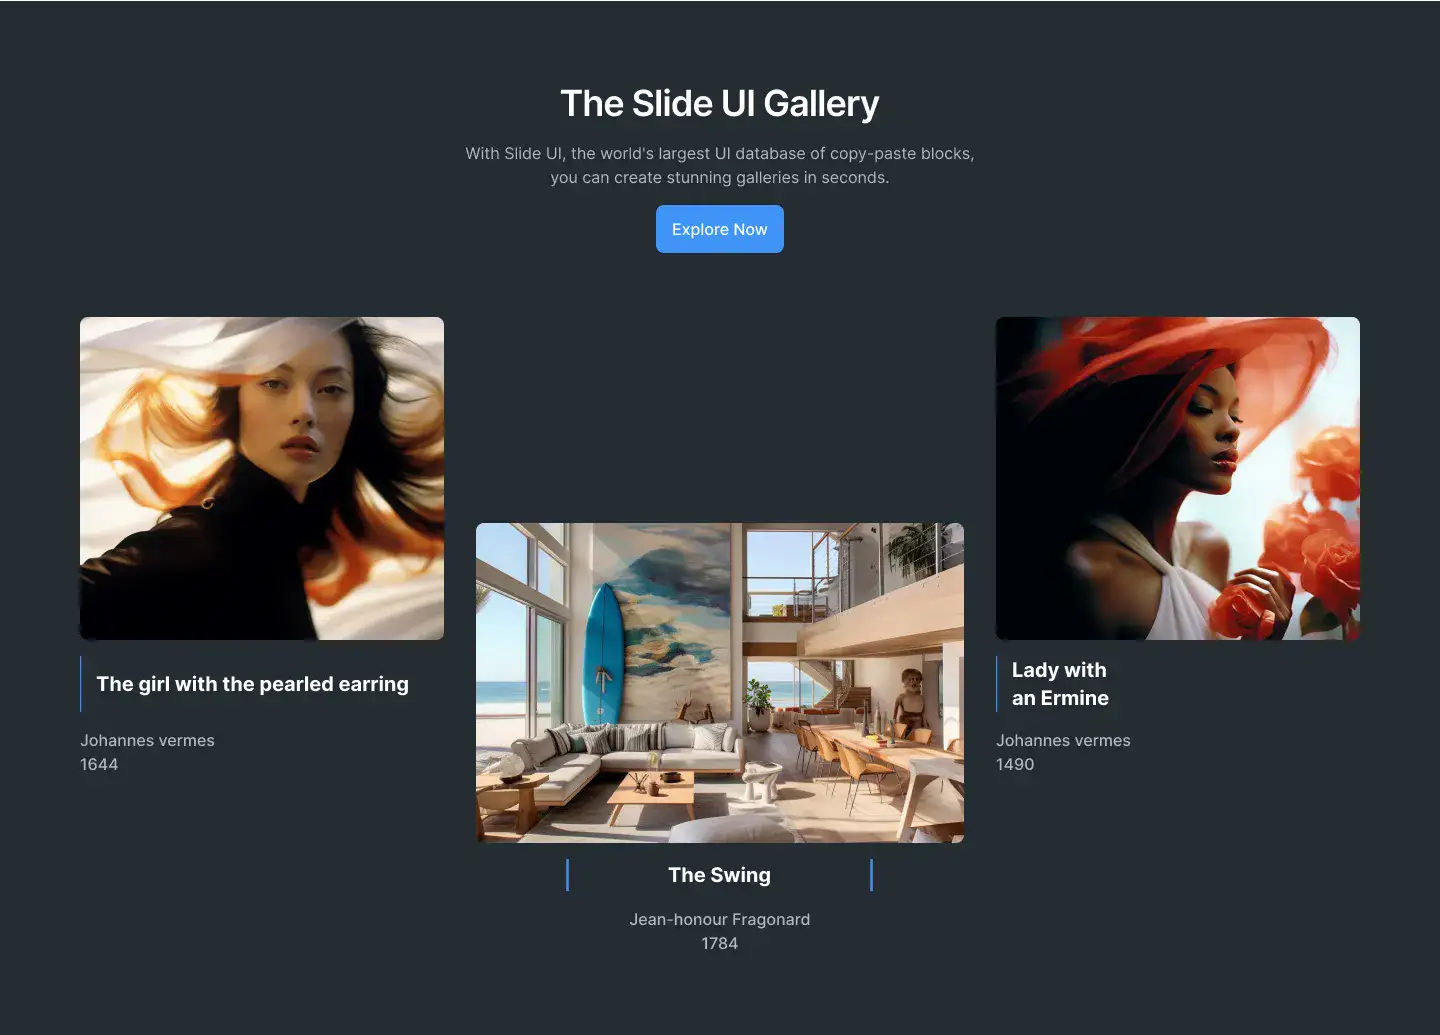 The Slide UI Gallery
With Slide UI, the world's largest UI database of copy-paste blocks,
you can create stunning galleries in seconds.
Explore Now
The girl with the pearled earring
Johannes vermes
1644
The Swing
Jean-honour Fragonard
1784
Lady with
an Ermine
Johannes vermes
1490